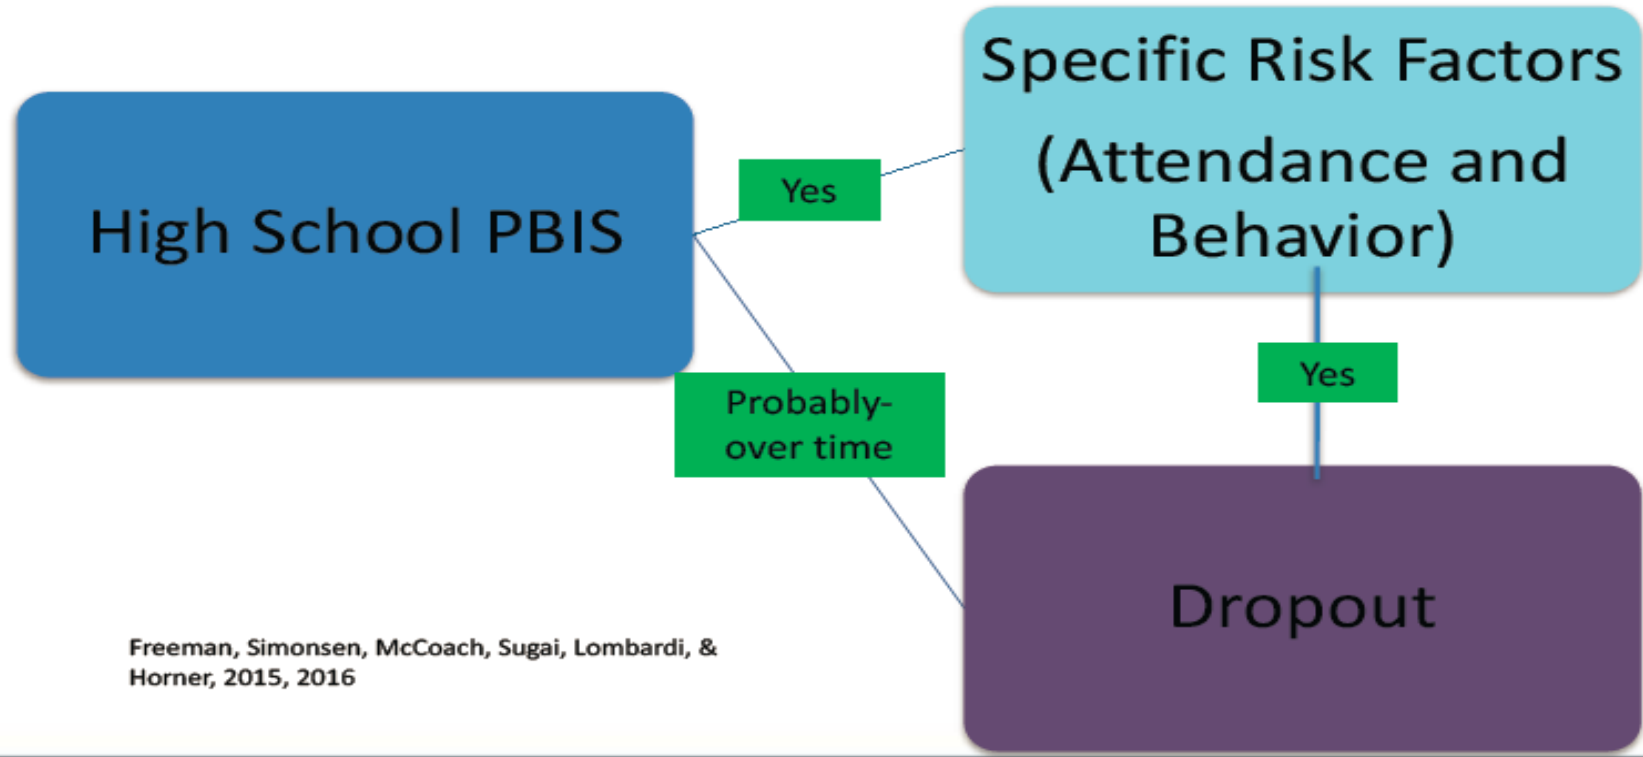 High School PBIS
Yes
Specific Risk Factors
(Attendance and
Behavior)
Yes
Probably-
over time
Dropout
Freeman, Simonsen, McCoach, Sugai, Lombardi, &
Horner, 2015, 2016